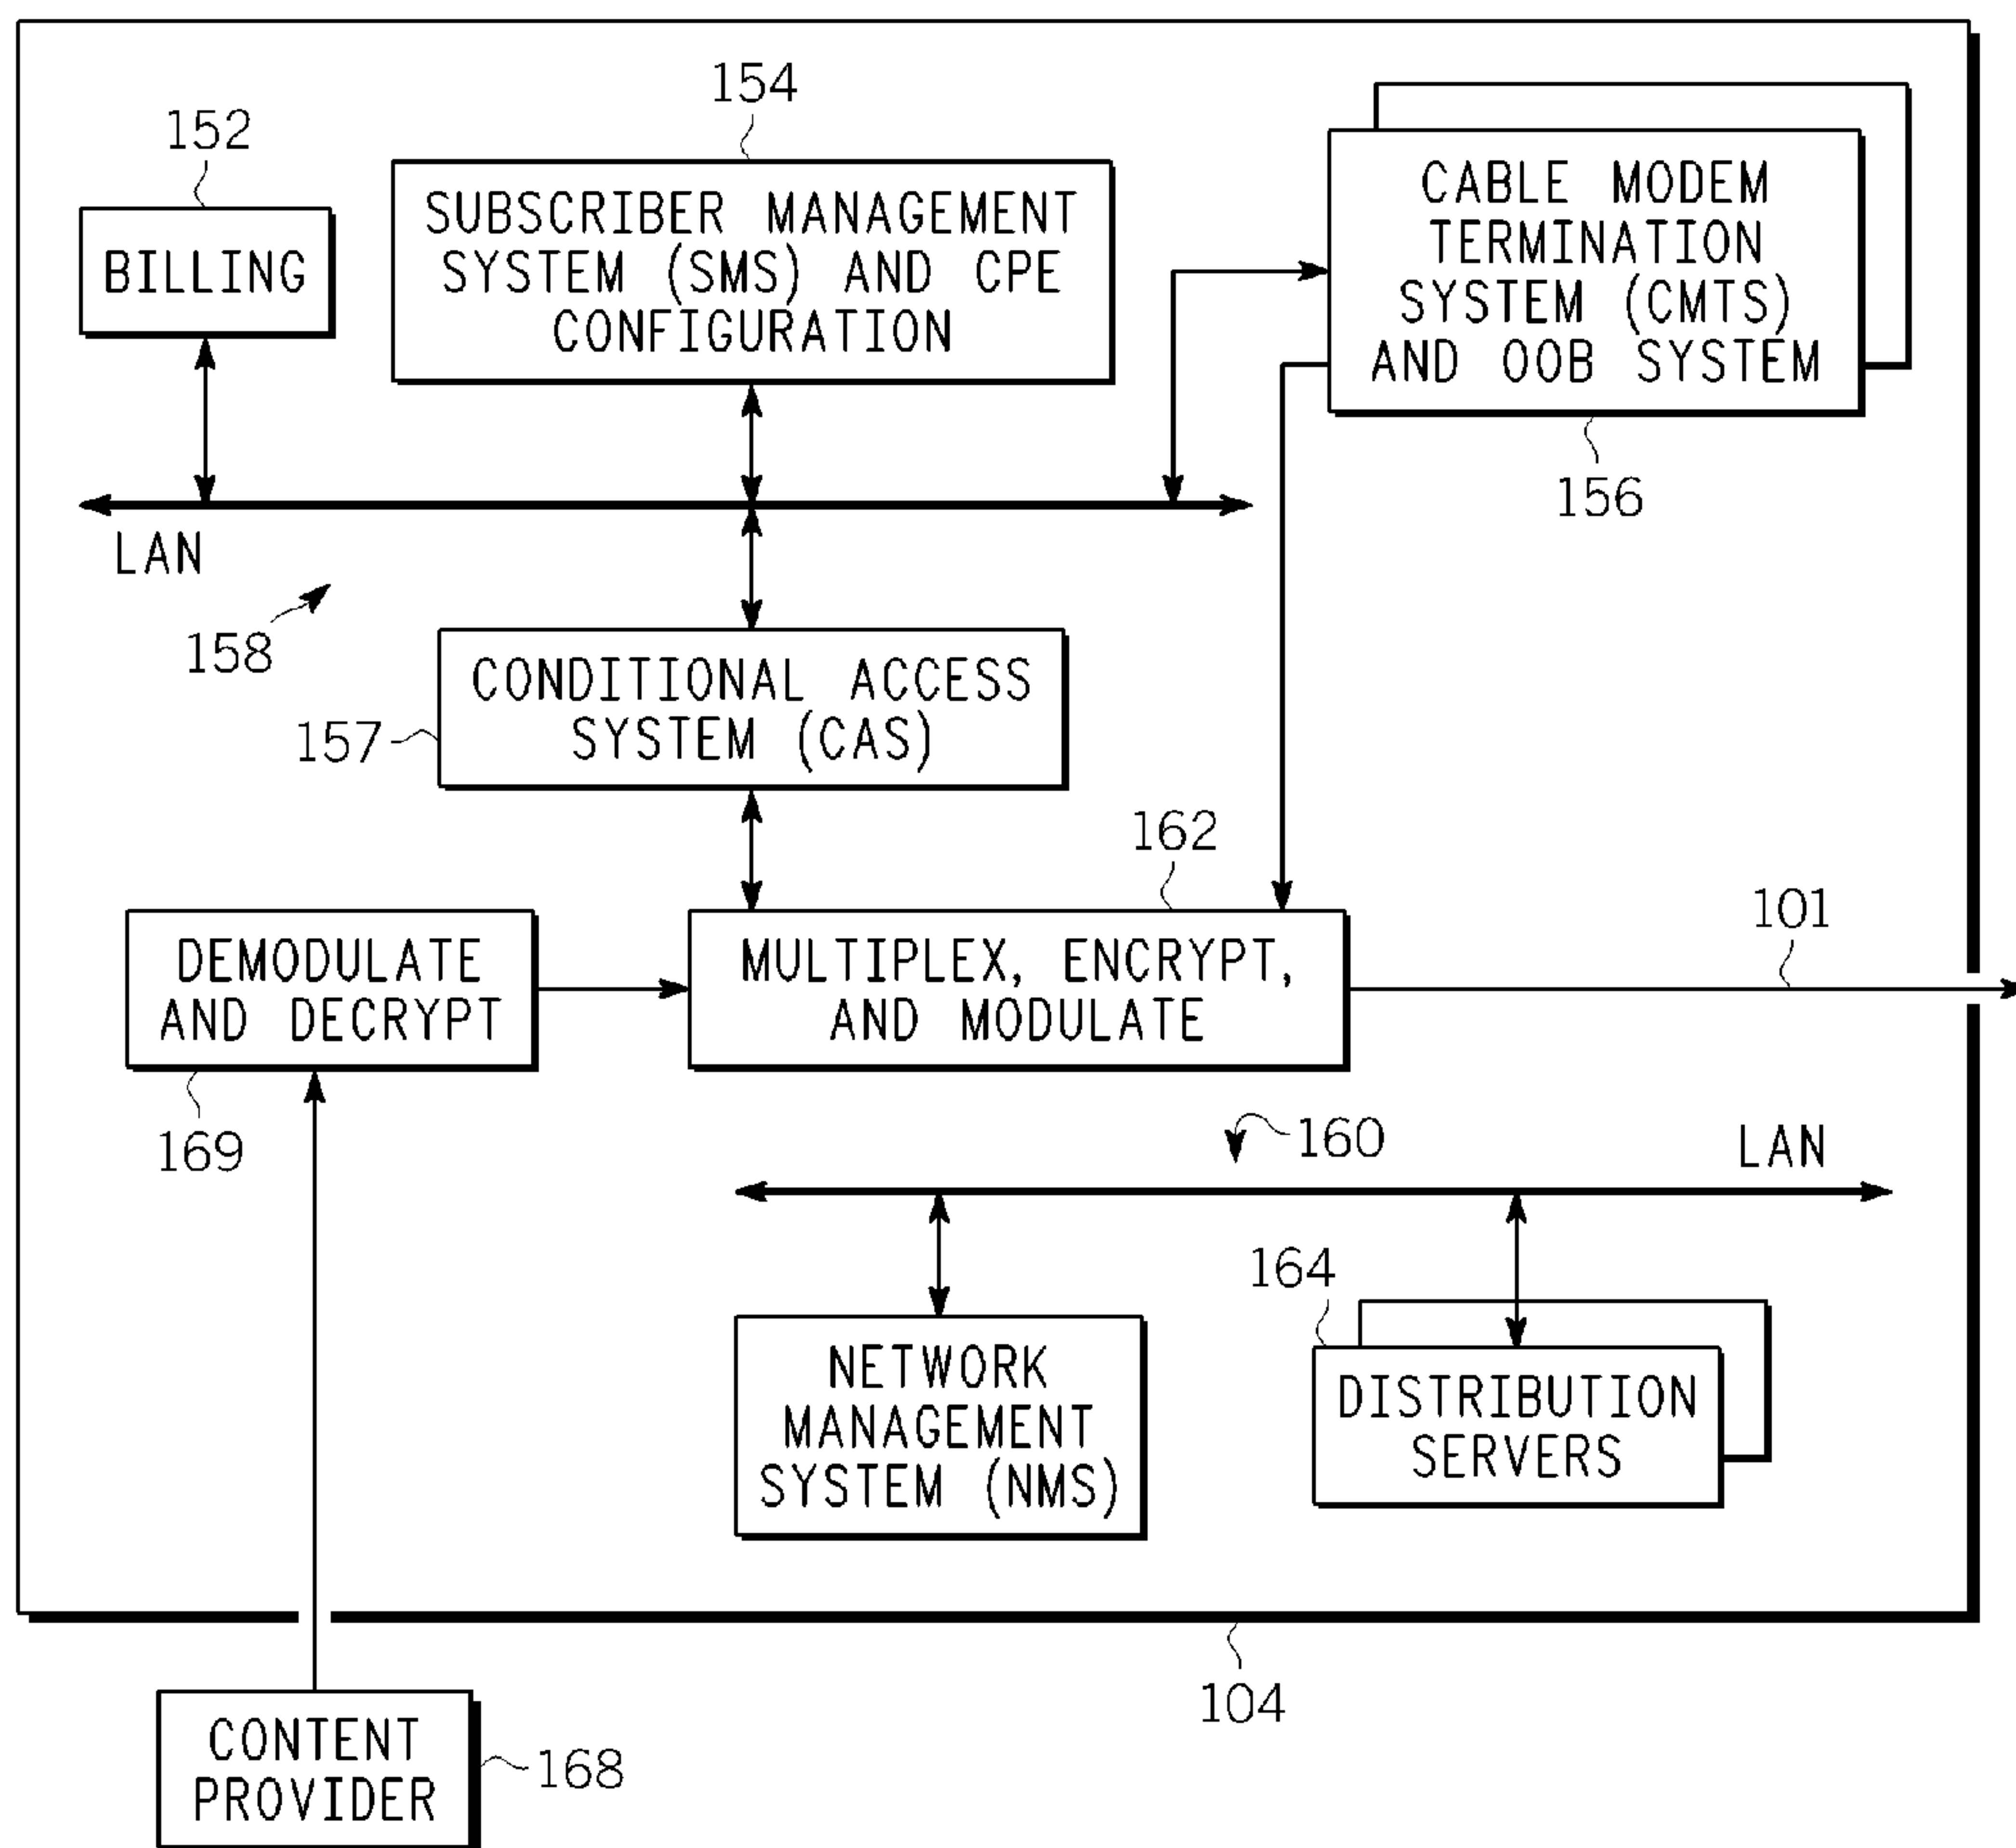 154
152
SUBSCRIBER MANAGEMENT
SYSTEM (SMS) AND CPE
CONFIGURATION
CABLE MODEM
TERMINATION
SYSTEM (CMTS)
AND OOB SYSTEM
BILLING
156
LAN
158
CONDITIONAL ACCESS
SYSTEM (CAS)
157
162
101
DEMODULATE
AND DECRYPT
MULTIPLEX, ENCRYPT,
AND MODULATE
169
160
LAN
164
NETWORK
MANAGEMENT
SYSTEM (NMS)
DISTRIBUTION
SERVERS
104
CONTENT
PROVIDER
168